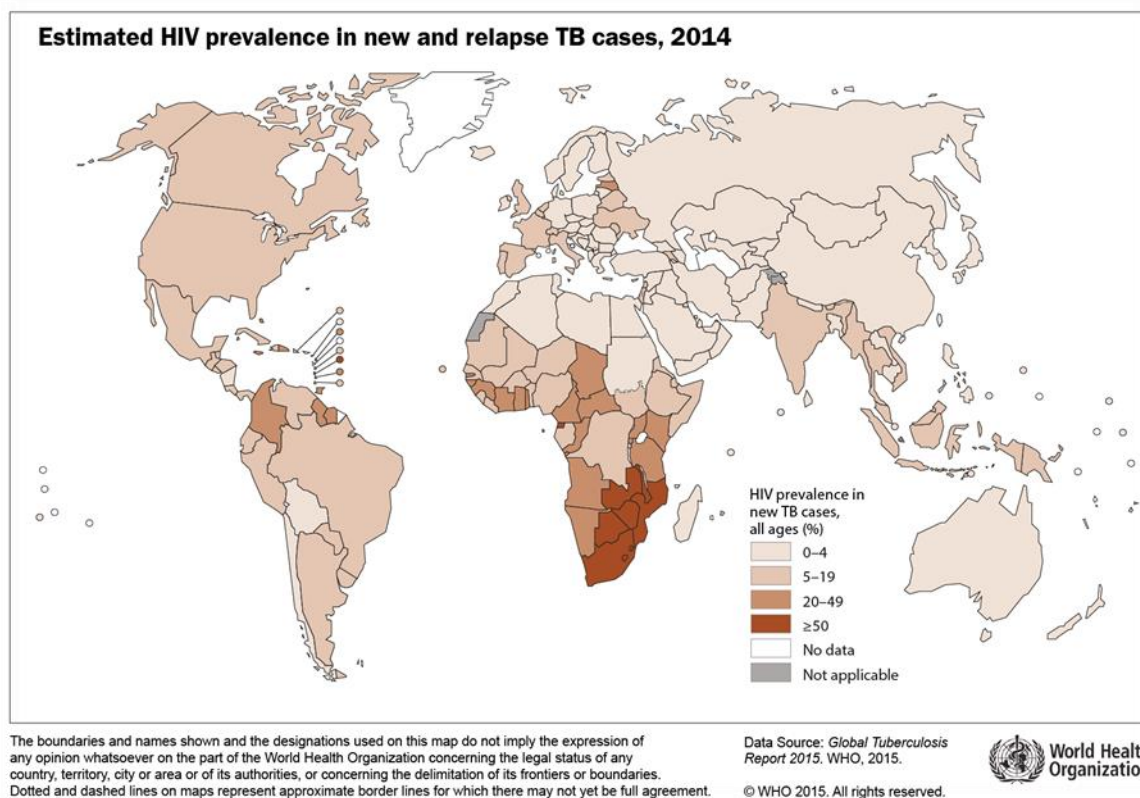 Estimated HIV prevalence in new and relapse TB cases, 2014
HIV prevalence in
new TB cases,
all ages (%)
0–4
5–19
20–49
≥50
No data
Not applicable
The boundaries and names shown and the designations used on this map do not imply the expression of
any opinion whatsoever on the part of the World Health Organization concerning the legal status of any
country, territory, city or area or of its authorities, or concerning the delimitation of its frontiers or boundaries.
Dotted and dashed lines on maps represent approximate border lines for which there may not yet be full agreement.
Data Source: Global Tuberculosis
Report 2015. WHO, 2015.
© WHO 2015. All rights reserved.
World Healt
Organizatio